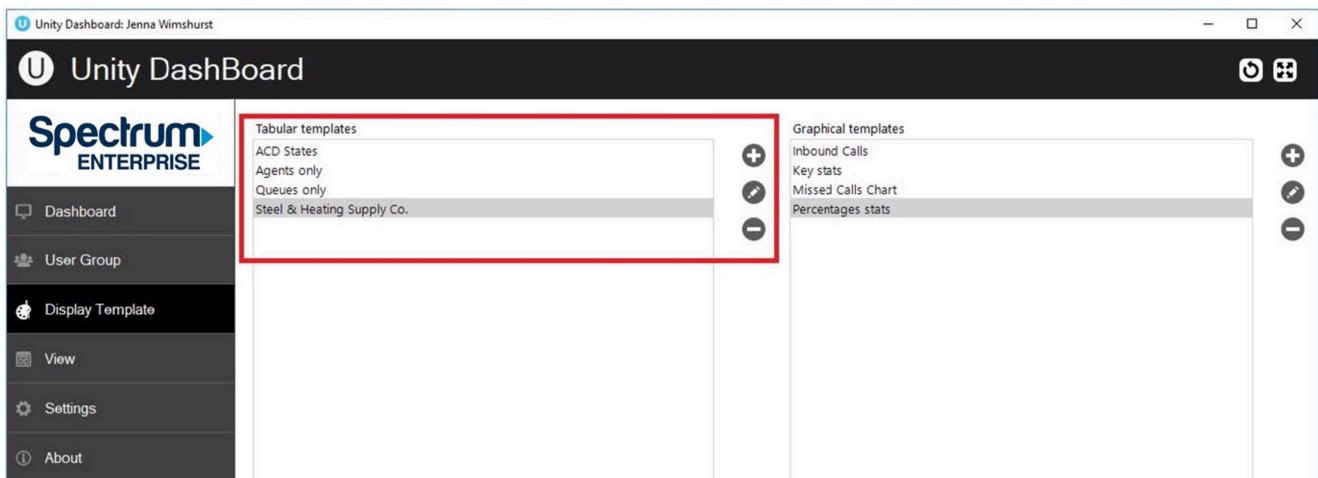 Unity Dashboard: Jenna Wimshurst
U Unity DashBoard
Spectrum
ENTERPRISE
Dashboard
User Group
Display Template
View
Settings
About
Tabular templates
ACD States
Agents only
Queues only
Steel & Heating Supply Co.
Graphical templates
Inbound Calls
Key stats
Missed Calls Chart
Percentages stats